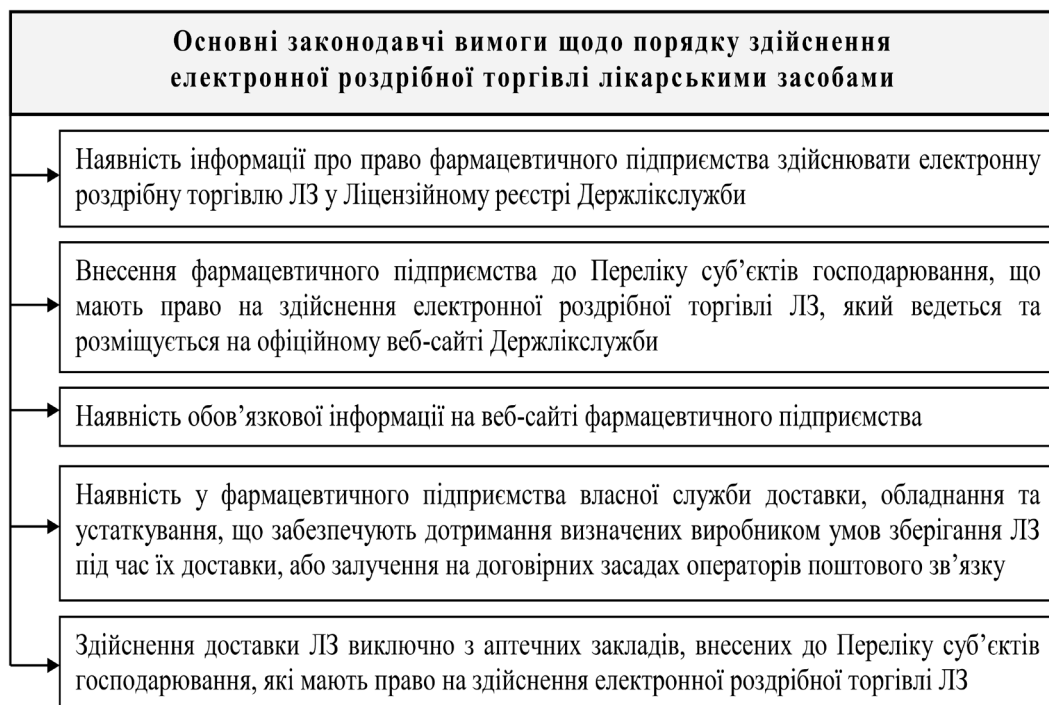 Основні законодавчі вимоги щодо порядку здійснення
електронної роздрібної торгівлі лікарськими засобами
Наявність інформації про право фармацевтичного підприємства здійснювати електронну
роздрібну торгівлю ЛЗ у Ліцензійному реєстрі Держлікслужби
Внесення фармацевтичного підприємства до Переліку суб’єктів господарювання, що
мають право на здійснення електронної роздрібної торгівлі ЛЗ, який ведеться та
розміщується на офіційному веб-сайті Держлікслужби
Наявність обов’язкової інформації на веб-сайті фармацевтичного підприємства
Наявність у фармацевтичного підприємства власної служби доставки, обладнання та
устаткування, що забезпечують дотримання визначених виробником умов зберігання ЛЗ
під час їх доставки, або залучення на договірних засадах операторів поштового зв’язку
Здійснення доставки ЛЗ виключно з аптечних закладів, внесених до Переліку суб’єктів
господарювання, які мають право на здійснення електронної роздрібної торгівлі ЛЗ